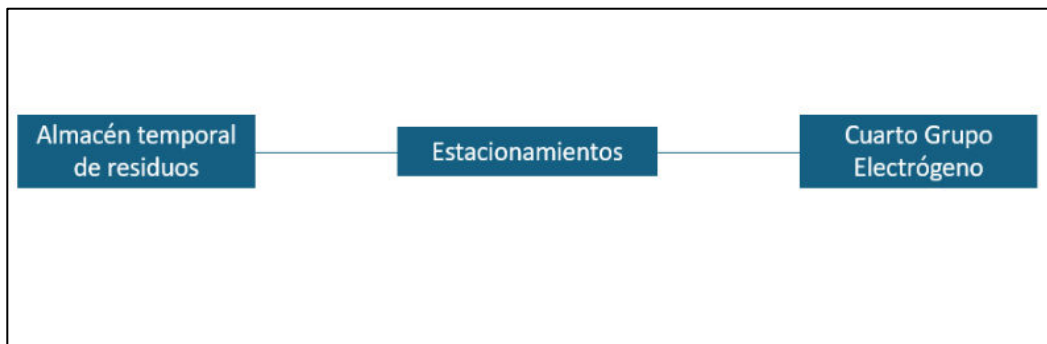 Almacén temporal
de residuos
Estacionamientos
Cuarto Grupo
Electrógeno